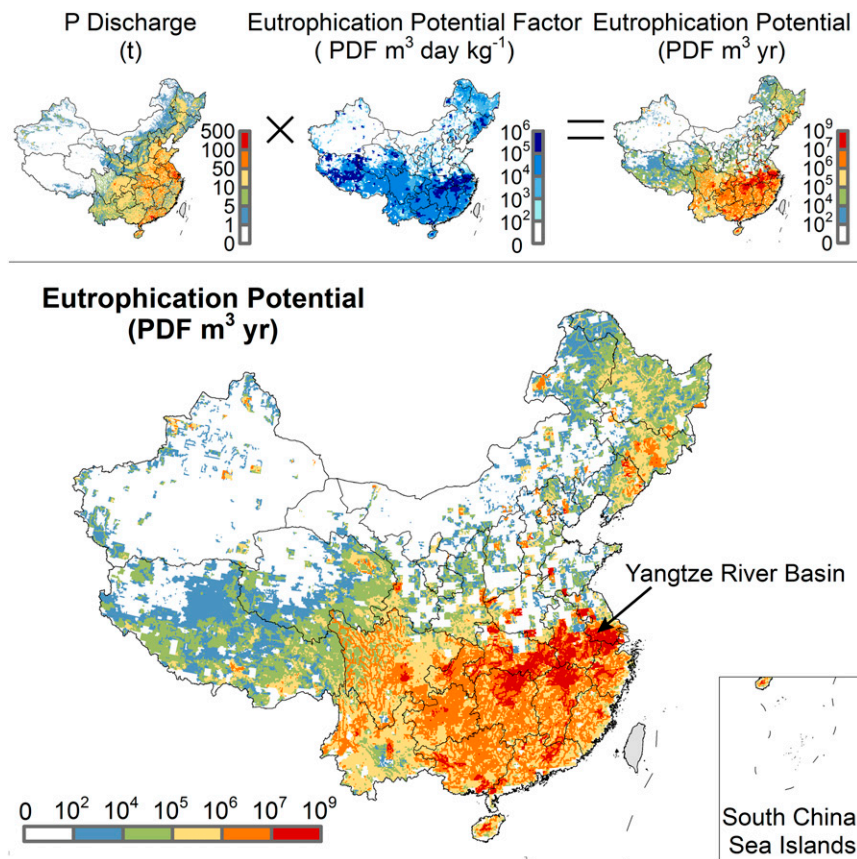 P Discharge
(t)
500
100
50
10
5
1
0
×
Eutrophication Potential Factor
( PDF m³ day kg⁻¹)
10⁶
10⁵
10⁴
10³
10²
0
=
Eutrophication Potential
(PDF m³ yr)
10⁹
10⁷
10⁶
10⁵
10⁴
10²
0
Eutrophication Potential
(PDF m³ yr)
Yangtze River Basin
0 10² 10⁴ 10⁵ 10⁶ 10⁷ 10⁹
South China
Sea Islands